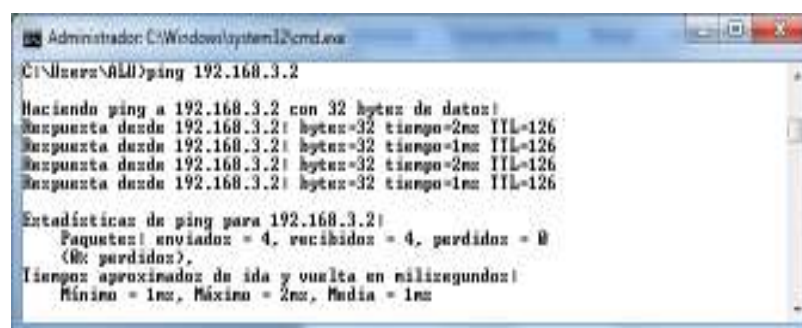 Administrador: C:\Windows\system32\cmd.exe
C:\Users\ALU>ping 192.168.3.2
Haciendo ping a 192.168.3.2 con 32 bytes de datos:
Respuesta desde 192.168.3.2: bytes=32 tiempo=2ms TTL=126
Respuesta desde 192.168.3.2: bytes=32 tiempo=1ms TTL=126
Respuesta desde 192.168.3.2: bytes=32 tiempo=2ms TTL=126
Respuesta desde 192.168.3.2: bytes=32 tiempo=1ms TTL=126
Estadísticas de ping para 192.168.3.2:
Paquetes: enviados = 4, recibidos = 4, perdidos = 0
(0% perdidos),
Tiempos aproximados de ida y vuelta en milisegundos:
Mínimo = 1ms, Máximo = 2ms, Media = 1ms